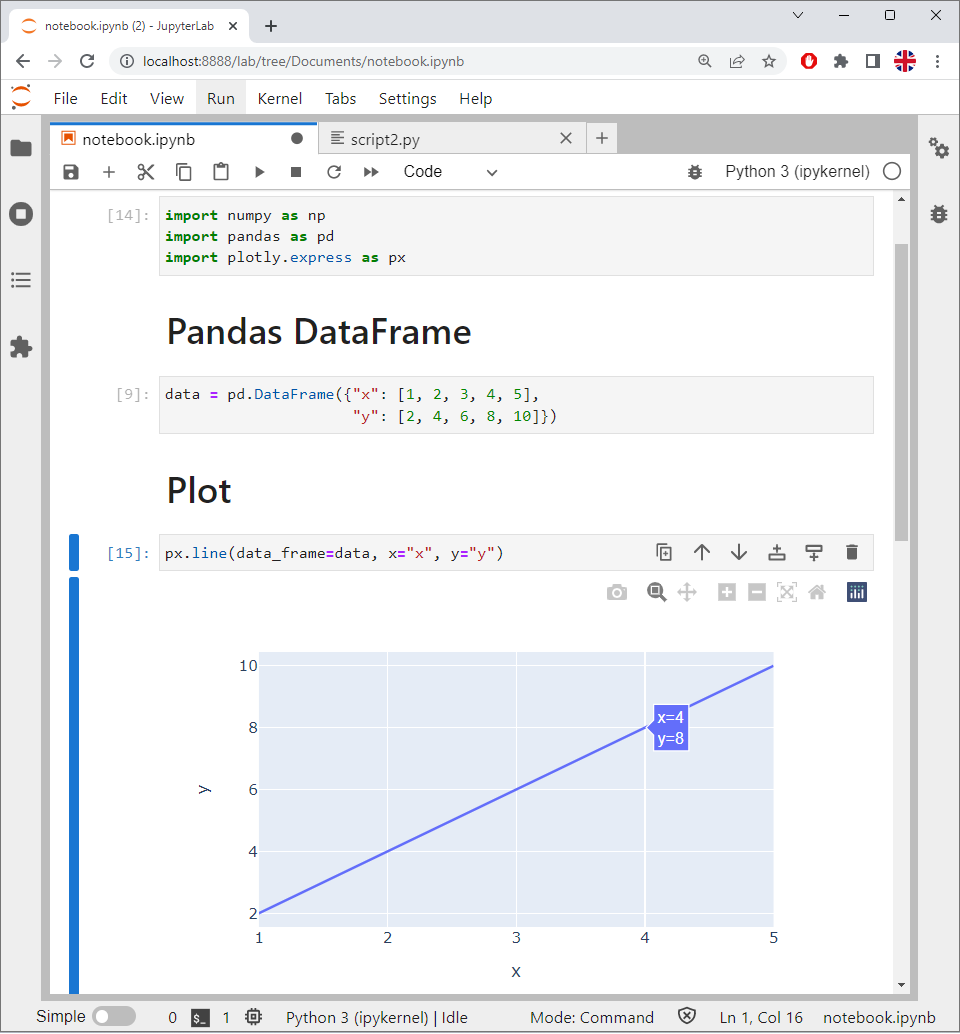 notebook.ipynb (2) - JupyterLab
localhost:8888/lab/tree/Documents/notebook.ipynb
File Edit View Run Kernel Tabs Settings Help
notebook.ipynb script2.py
Code Python 3 (ipykernel)
[14]: import numpy as np
import pandas as pd
import plotly.express as px
Pandas DataFrame
[9]: data = pd.DataFrame({"x": [1, 2, 3, 4, 5],
"y": [2, 4, 6, 8, 10]})
Plot
[15]: px.line(data_frame=data, x="x", y="y")
10
x=4
y=8
8
y
6
4
2
1 2 3 4 5
x
Simple 0 $_ 1 Python 3 (ipykernel) | Idle Mode: Command Ln 1, Col 16 notebook.ipynb